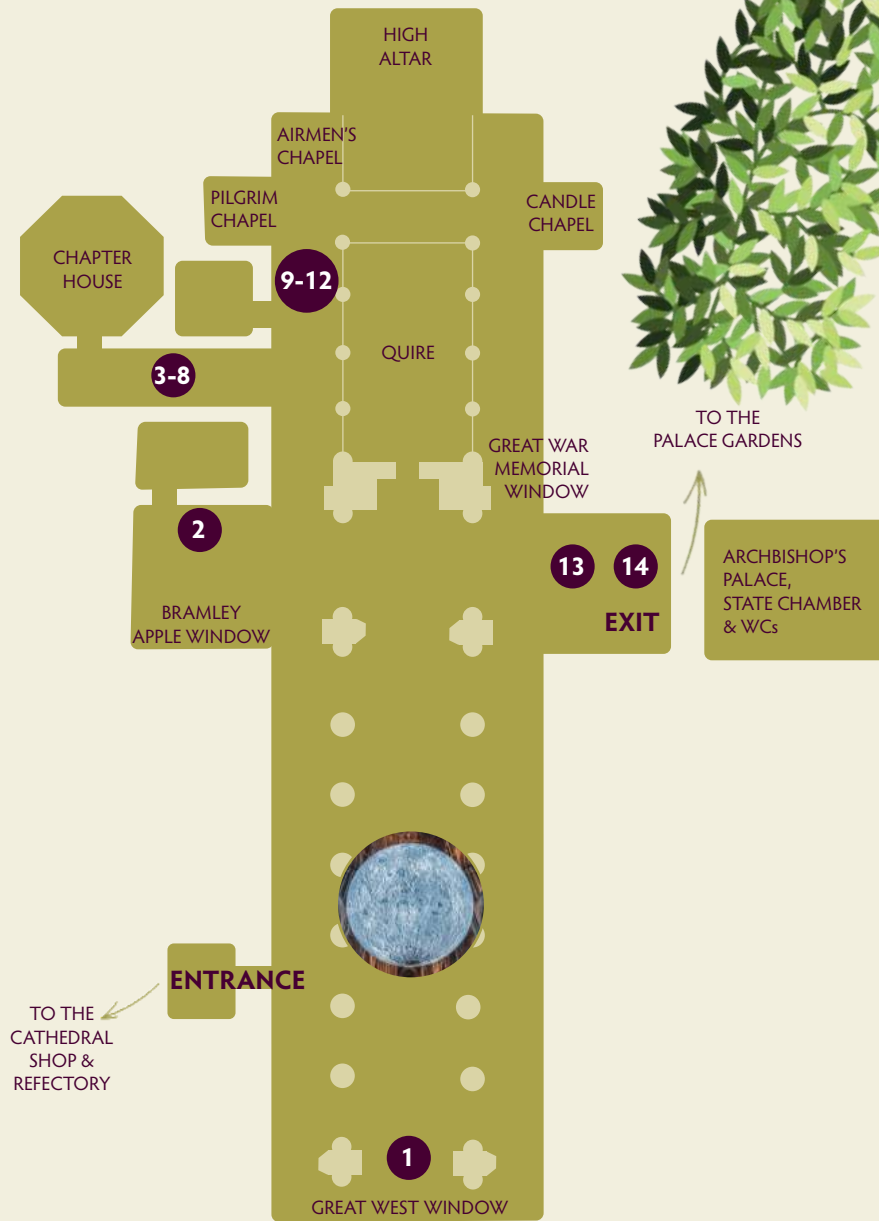 HIGH
ALTAR
AIRMEN'S
CHAPEL
PILGRIM
CHAPEL
CANDLE
CHAPEL
CHAPTER
HOUSE
9-12
QUIRE
3-8
TO THE
PALACE GARDENS
GREAT WAR
MEMORIAL
WINDOW
2
BRAMLEY
APPLE WINDOW
13
14
EXIT
ARCHBISHOP'S
PALACE,
STATE CHAMBER
& WCs
ENTRANCE
TO THE
CATHEDRAL
SHOP &
REFECTORY
1
GREAT WEST WINDOW